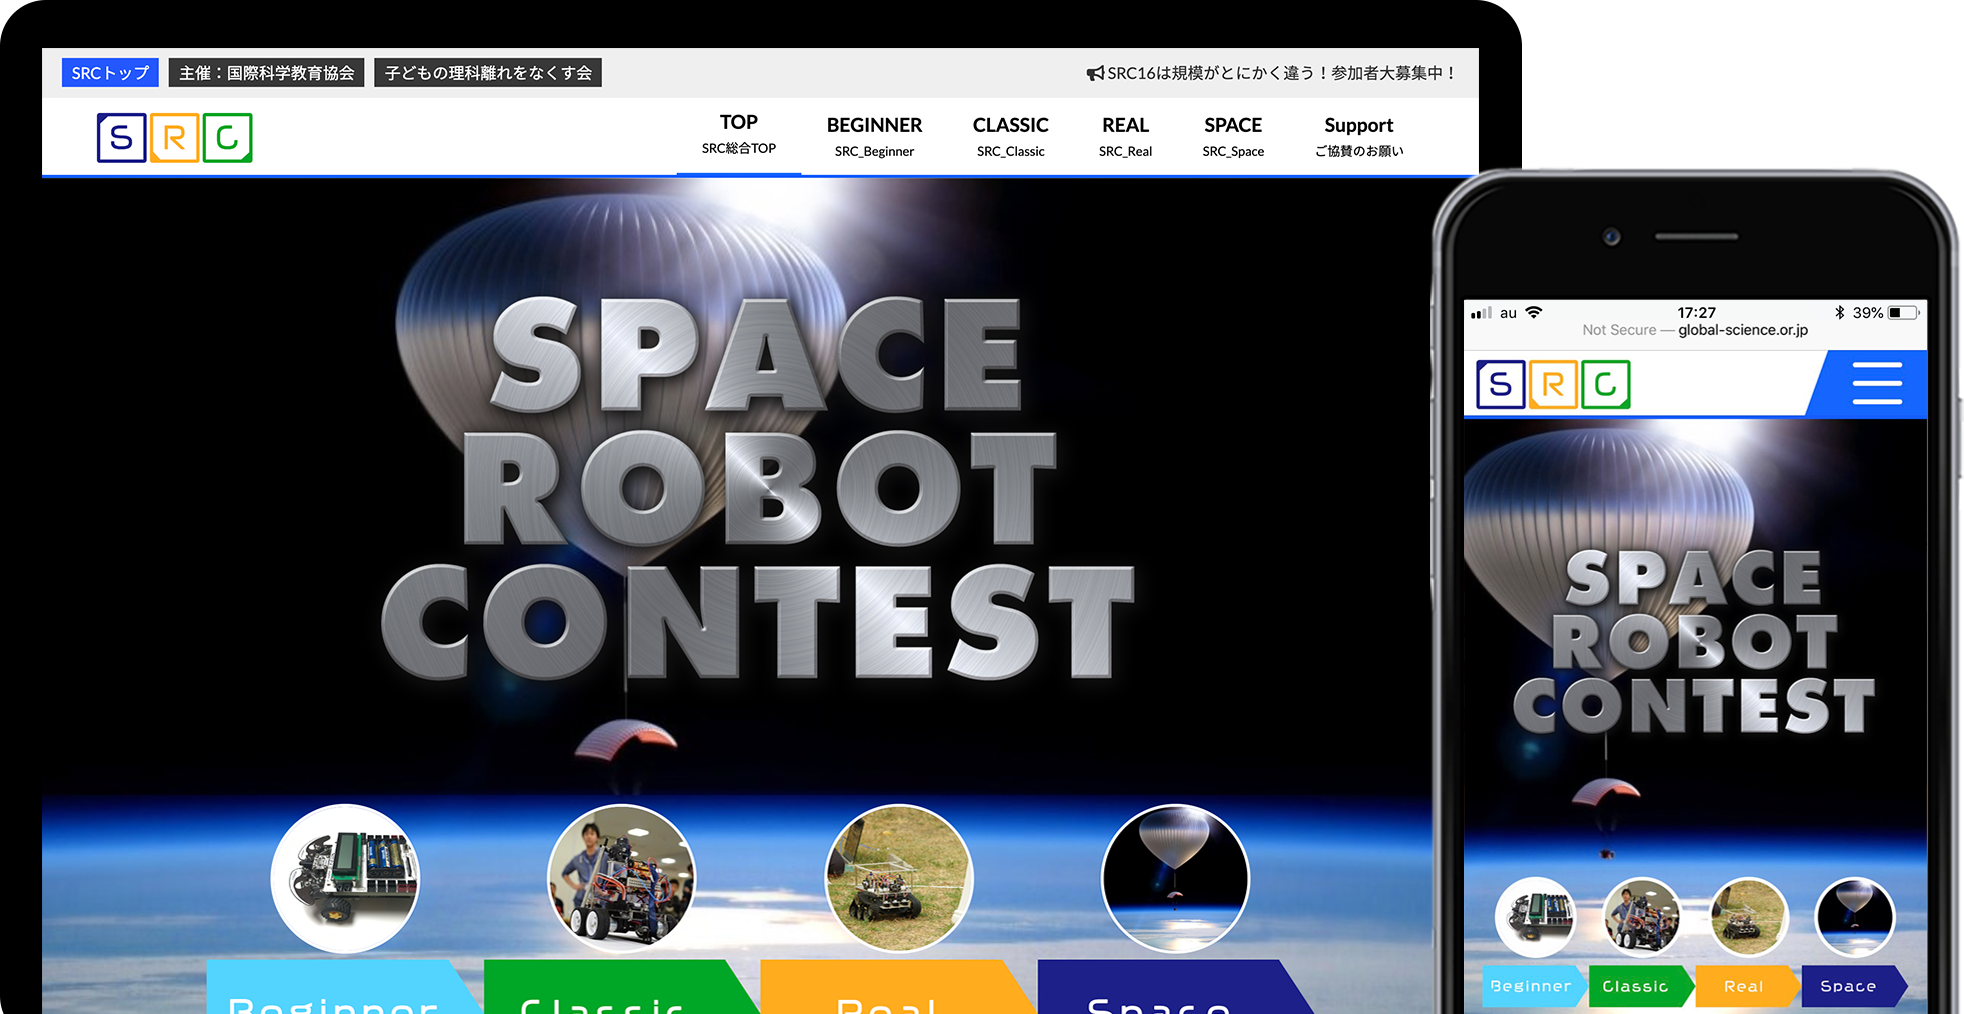 SRCトップ 主催：国際科学教育協会 子どもの理科離れをなくす会 SRC16は規模がとにかく違う！参加者大募集中！
SRC
TOP BEGINNER CLASSIC REAL SPACE Support
SRC総合TOP SRC_Beginner SRC_Classic SRC_Real SRC_Space ご協賛のお願い
SPACE
ROBOT
CONTEST
Beginner Classic Real Space
au 17:27 39%
Not Secure — global-science.or.jp
SRC
SPACE
ROBOT
CONTEST
Beginner Classic Real Space